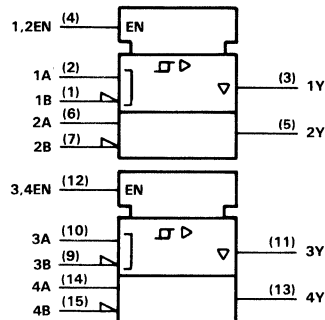 1,2EN (4) EN
1A (2) (3) 1Y
1B (1)
2A (6) (5) 2Y
2B (7)
3,4EN (12) EN
3A (10) (11) 3Y
3B (9)
4A (14) (13) 4Y
4B (15)